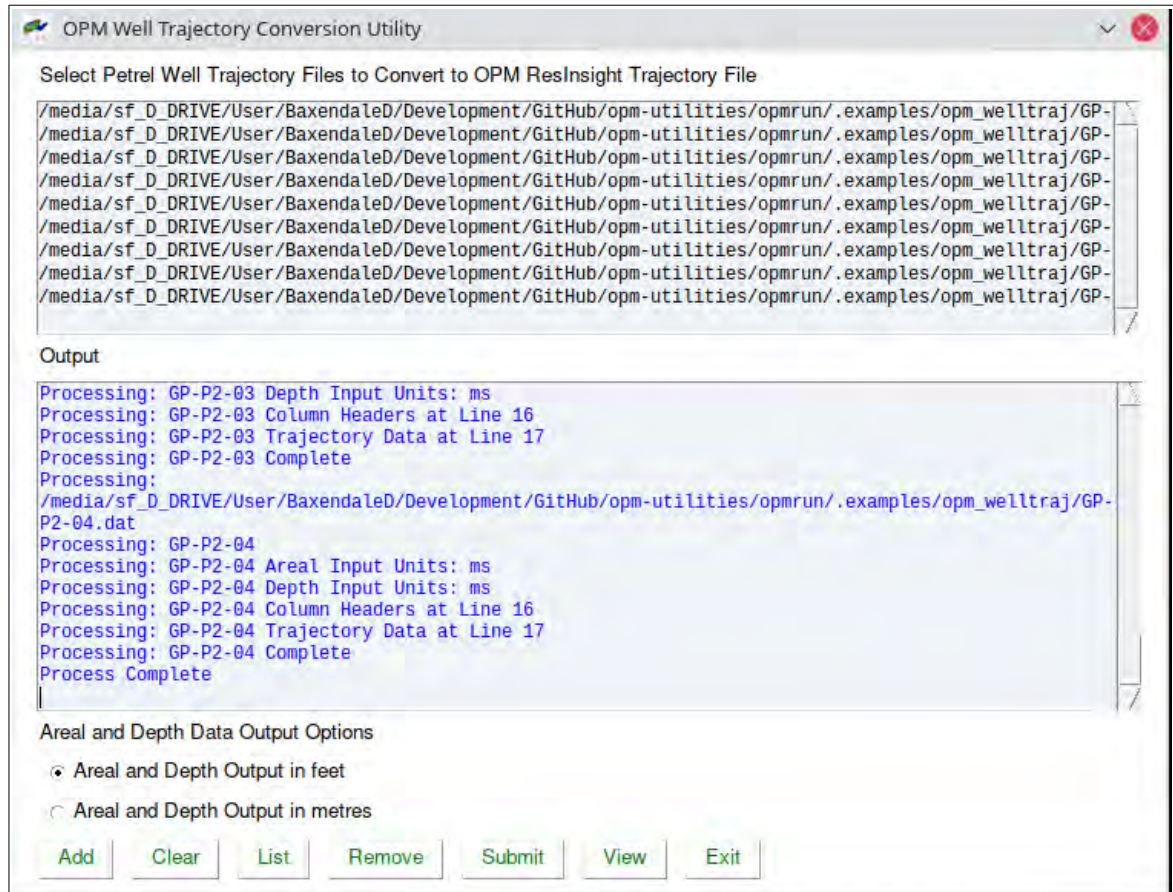 OPM Well Trajectory Conversion Utility
Select Petrel Well Trajectory Files to Convert to OPM ResInsight Trajectory File
/media/sf_D_DRIVE/User/BaxendaleD/Development/GitHub/opm-utilities/opmrun/.examples/opm_welltraj/GP-
/media/sf_D_DRIVE/User/BaxendaleD/Development/GitHub/opm-utilities/opmrun/.examples/opm_welltraj/GP-
/media/sf_D_DRIVE/User/BaxendaleD/Development/GitHub/opm-utilities/opmrun/.examples/opm_welltraj/GP-
/media/sf_D_DRIVE/User/BaxendaleD/Development/GitHub/opm-utilities/opmrun/.examples/opm_welltraj/GP-
/media/sf_D_DRIVE/User/BaxendaleD/Development/GitHub/opm-utilities/opmrun/.examples/opm_welltraj/GP-
/media/sf_D_DRIVE/User/BaxendaleD/Development/GitHub/opm-utilities/opmrun/.examples/opm_welltraj/GP-
/media/sf_D_DRIVE/User/BaxendaleD/Development/GitHub/opm-utilities/opmrun/.examples/opm_welltraj/GP-
/media/sf_D_DRIVE/User/BaxendaleD/Development/GitHub/opm-utilities/opmrun/.examples/opm_welltraj/GP-
/media/sf_D_DRIVE/User/BaxendaleD/Development/GitHub/opm-utilities/opmrun/.examples/opm_welltraj/GP-
Output
Processing: GP-P2-03 Depth Input Units: ms
Processing: GP-P2-03 Column Headers at Line 16
Processing: GP-P2-03 Trajectory Data at Line 17
Processing: GP-P2-03 Complete
Processing:
/media/sf_D_DRIVE/User/BaxendaleD/Development/GitHub/opm-utilities/opmrun/.examples/opm_welltraj/GP-
P2-04.dat
Processing: GP-P2-04
Processing: GP-P2-04 Areal Input Units: ms
Processing: GP-P2-04 Depth Input Units: ms
Processing: GP-P2-04 Column Headers at Line 16
Processing: GP-P2-04 Trajectory Data at Line 17
Processing: GP-P2-04 Complete
Process Complete
Areal and Depth Data Output Options
Areal and Depth Output in feet
Areal and Depth Output in metres
Add Clear List Remove Submit View Exit